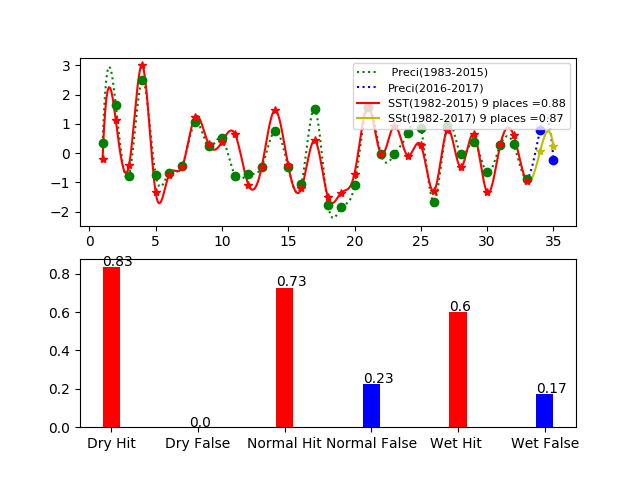 3
2
1
0
−1
−2
Preci(1983-2015)
Preci(2016-2017)
SST(1982-2015) 9 places =0.88
SSt(1982-2017) 9 places =0.87
0 5 10 15 20 25 30 35
0.8
0.6
0.4
0.2
0.0
0.83
0.0
0.73
0.23
0.6
0.17
Dry Hit Dry False Normal Hit Normal False Wet Hit Wet False